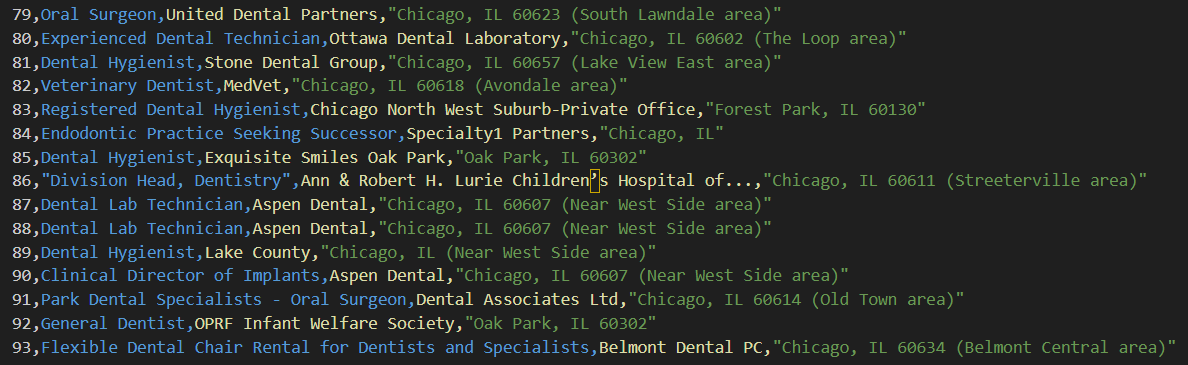 79,Oral Surgeon,United Dental Partners,"Chicago, IL 60623 (South Lawndale area)"
80,Experienced Dental Technician,Ottawa Dental Laboratory,"Chicago, IL 60602 (The Loop area)"
81,Dental Hygienist,Stone Dental Group,"Chicago, IL 60657 (Lake View East area)"
82,Veterinary Dentist,MedVet,"Chicago, IL 60618 (Avondale area)"
83,Registered Dental Hygienist,Chicago North West Suburb-Private Office,"Forest Park, IL 60130"
84,Endodontic Practice Seeking Successor,Specialty1 Partners,"Chicago, IL"
85,Dental Hygienist,Exquisite Smiles Oak Park,"Oak Park, IL 60302"
86,"Division Head, Dentistry",Ann & Robert H. Lurie Children’s Hospital of...,"Chicago, IL 60611 (Streeterville area)"
87,Dental Lab Technician,Aspen Dental,"Chicago, IL 60607 (Near West Side area)"
88,Dental Lab Technician,Aspen Dental,"Chicago, IL 60607 (Near West Side area)"
89,Dental Hygienist,Lake County,"Chicago, IL (Near West Side area)"
90,Clinical Director of Implants,Aspen Dental,"Chicago, IL 60607 (Near West Side area)"
91,Park Dental Specialists - Oral Surgeon,Dental Associates Ltd,"Chicago, IL 60614 (Old Town area)"
92,General Dentist,OPRF Infant Welfare Society,"Oak Park, IL 60302"
93,Flexible Dental Chair Rental for Dentists and Specialists,Belmont Dental PC,"Chicago, IL 60634 (Belmont Central area)"